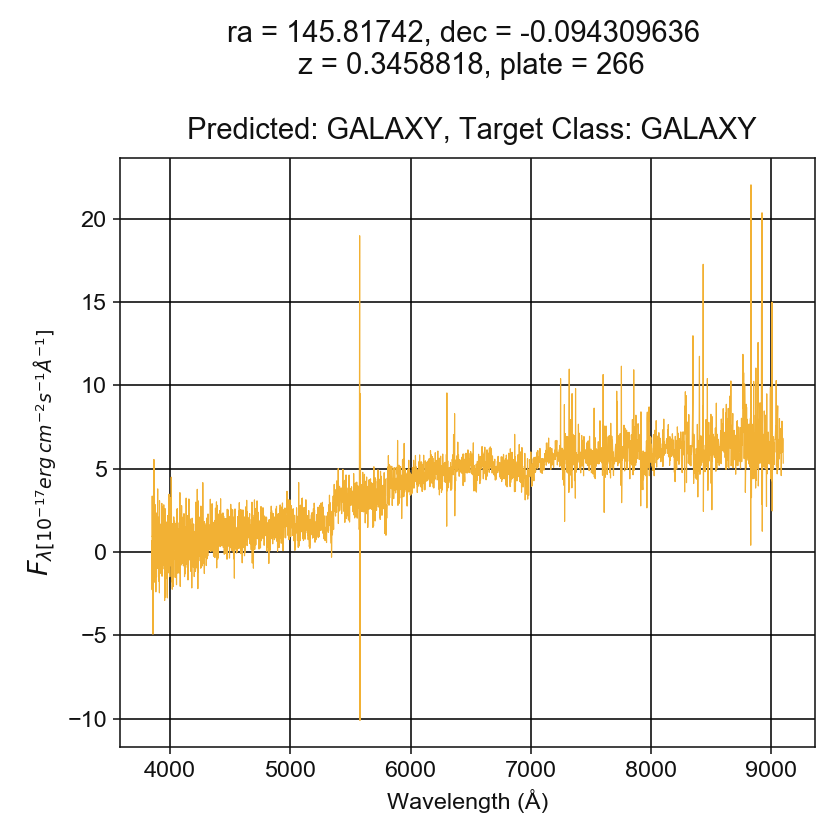 ra = 145.81742, dec = -0.094309636
z = 0.3458818, plate = 266
Predicted: GALAXY, Target Class: GALAXY
20
15
10
5
0
−5
−10
F_{λ[10^{−17} erg cm^{−2} s^{−1} Å^{−1}]}
4000 5000 6000 7000 8000 9000
Wavelength (Å)